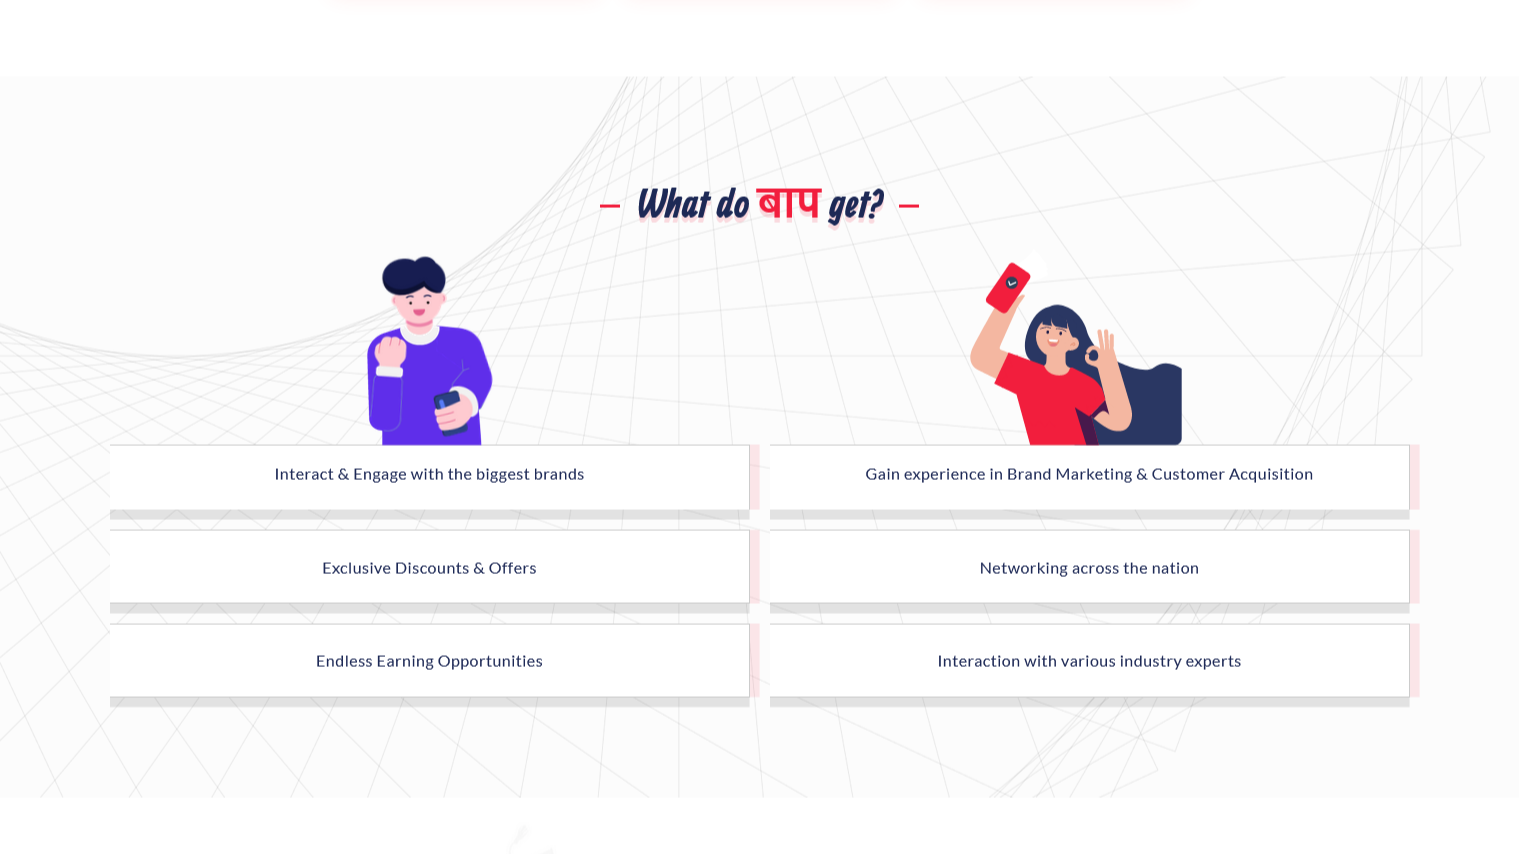 What do बाप get?
Interact & Engage with the biggest brands
Gain experience in Brand Marketing & Customer Acquisition
Exclusive Discounts & Offers
Networking across the nation
Endless Earning Opportunities
Interaction with various industry experts